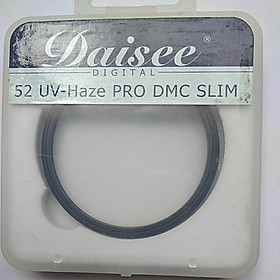 Daisee®
DIGITAL
52 UV-Haze PRO DMC SLIM